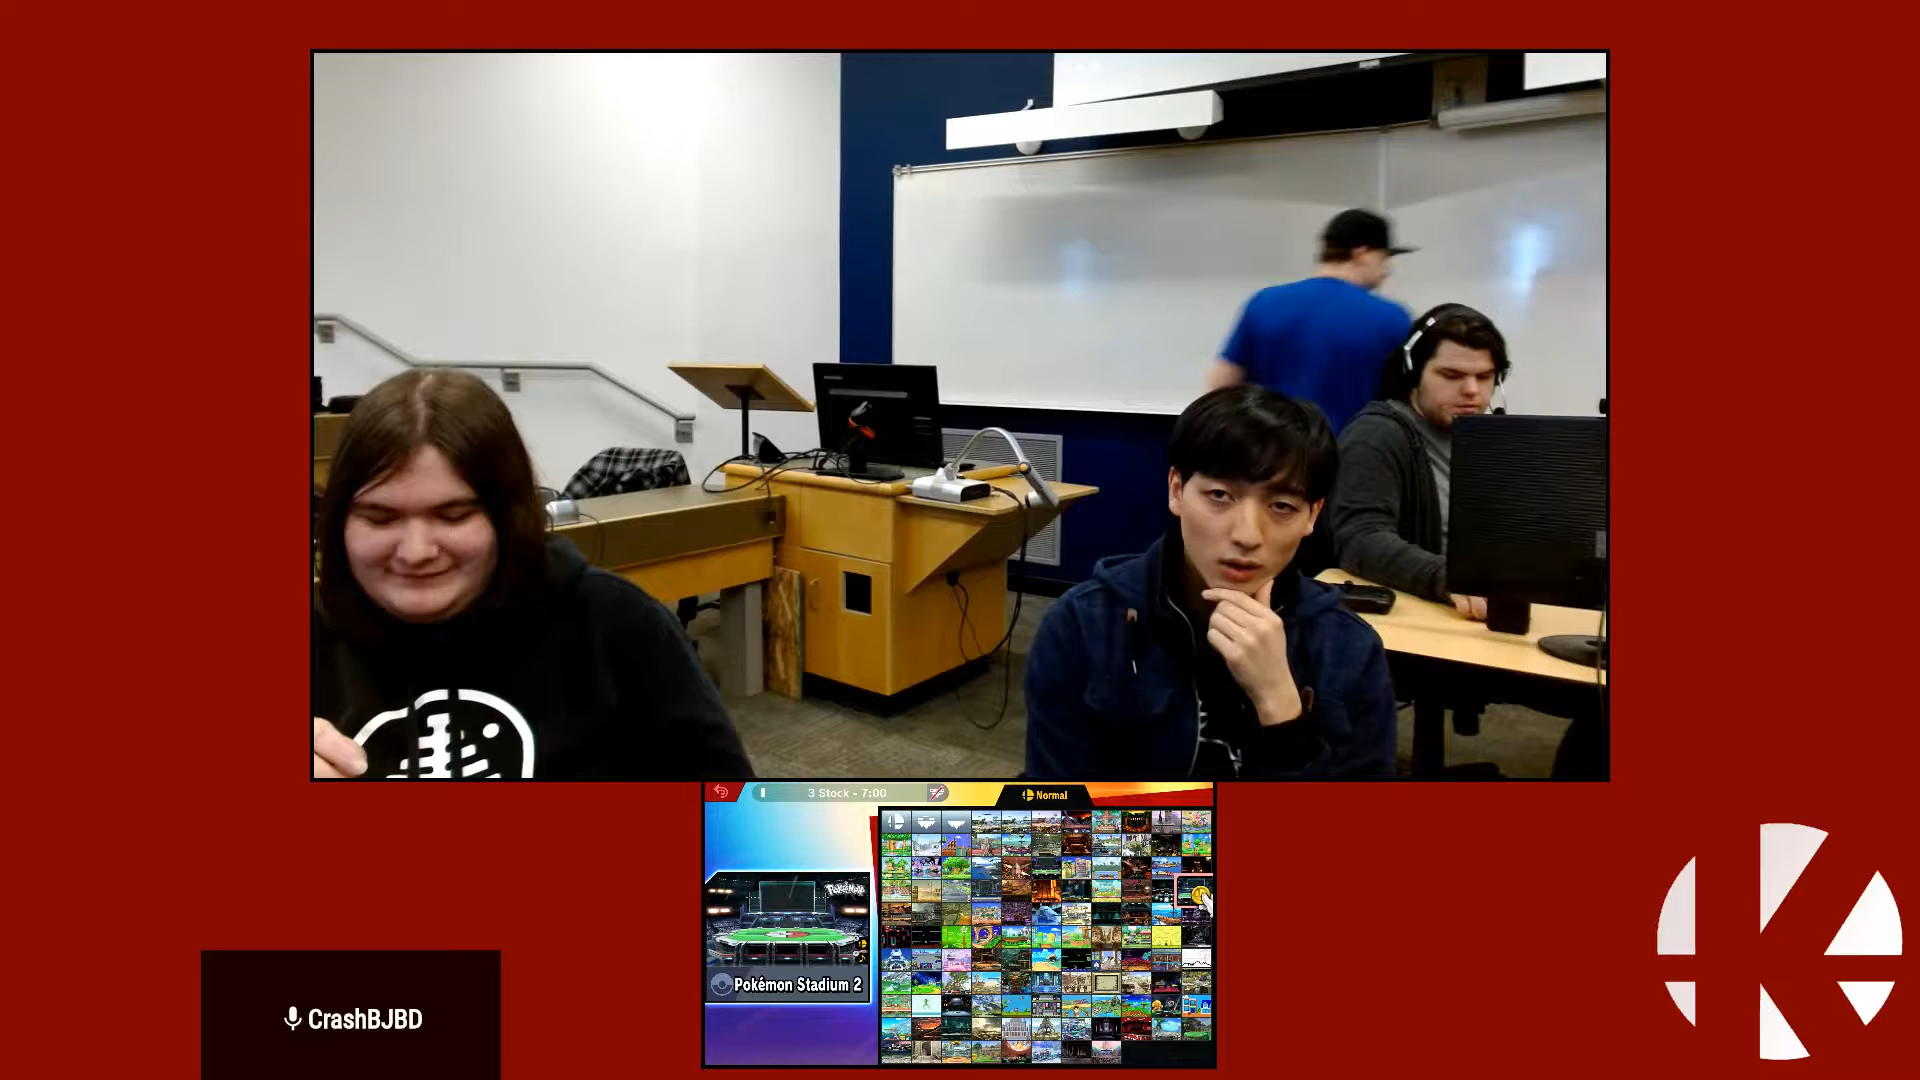 3 Stock - 7:00
Normal
Pokémon
Pokémon Stadium 2
CrashBJBD